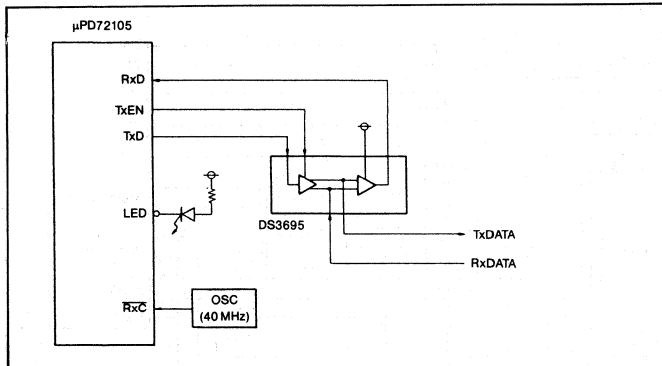 µPD72105
RxD
TxEN
TxD
LED
DS3695
TxDATA
RxDATA
RxC
OSC
(40 MHz)